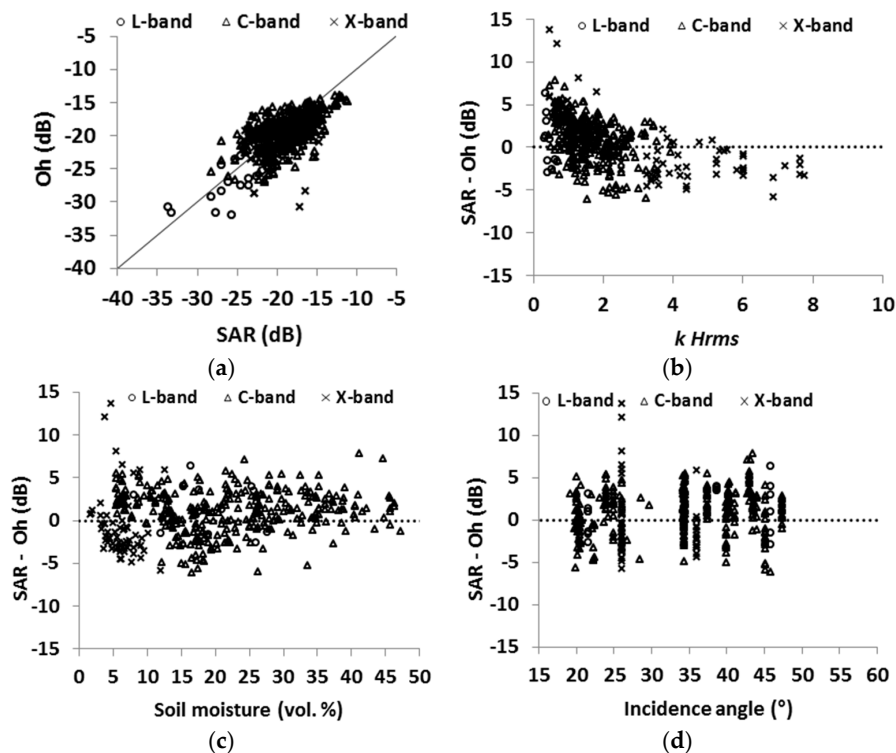 ○ L-band △ C-band × X-band
-5
-10
-15
-20
-25
-30
-35
-40
Oh (dB)
-40 -35 -30 -25 -20 -15 -10 -5
SAR (dB)
(a)
○ L-band △ C-band × X-band
15
10
5
0
-5
-10
-15
SAR - Oh (dB)
0 2 4 6 8 10
k Hrms
(b)
○ L-band △ C-band × X-band
15
10
5
0
-5
-10
-15
SAR - Oh (dB)
0 5 10 15 20 25 30 35 40 45 50
Soil moisture (vol. %)
(c)
○ L-band △ C-band × X-band
15
10
5
0
-5
-10
-15
SAR - Oh (dB)
15 20 25 30 35 40 45 50 55 60
Incidence angle (°)
(d)